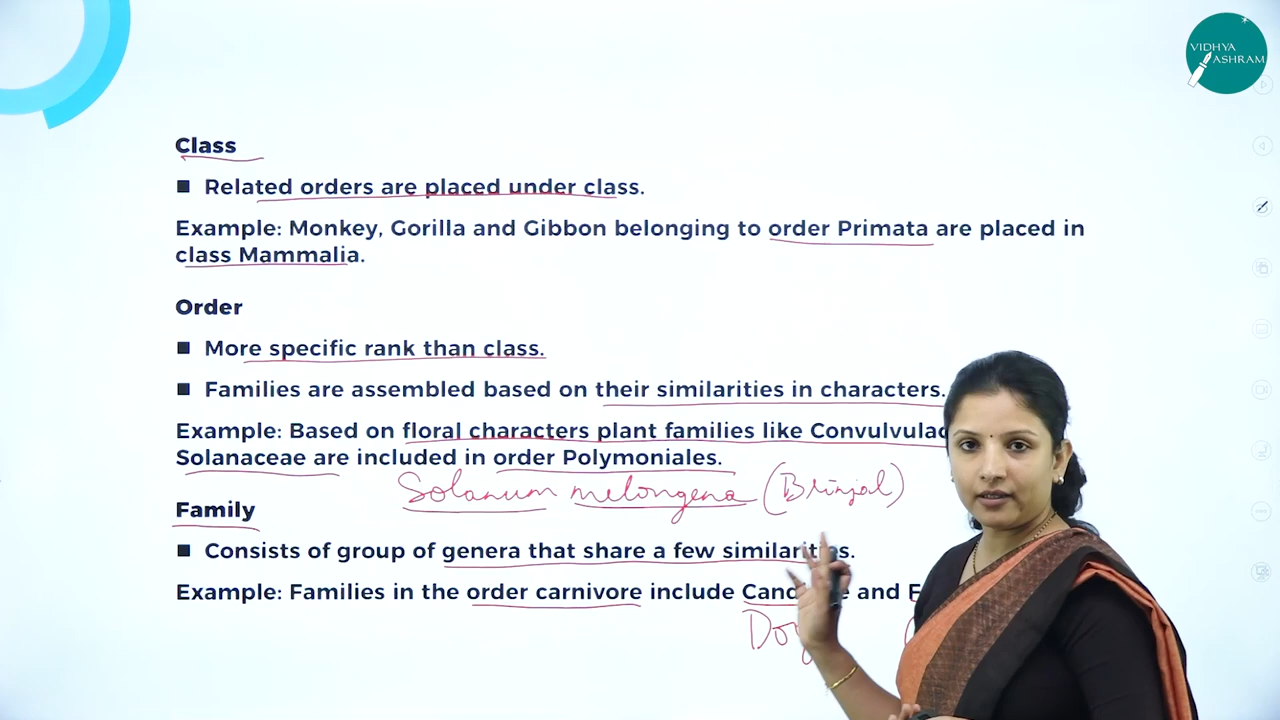 VIDHYA
ASHRAM
Class
■ Related orders are placed under class.
Example: Monkey, Gorilla and Gibbon belonging to order Primata are placed in
class Mammalia.
Order
■ More specific rank than class.
■ Families are assembled based on their similarities in characters.
Example: Based on floral characters plant families like
Solanaceae are included in order Polymoniales.
Solanum melongena (Brinjal)
Family
■ Consists of group of genera that share a few similarities.
Example: Families in the order carnivore include and